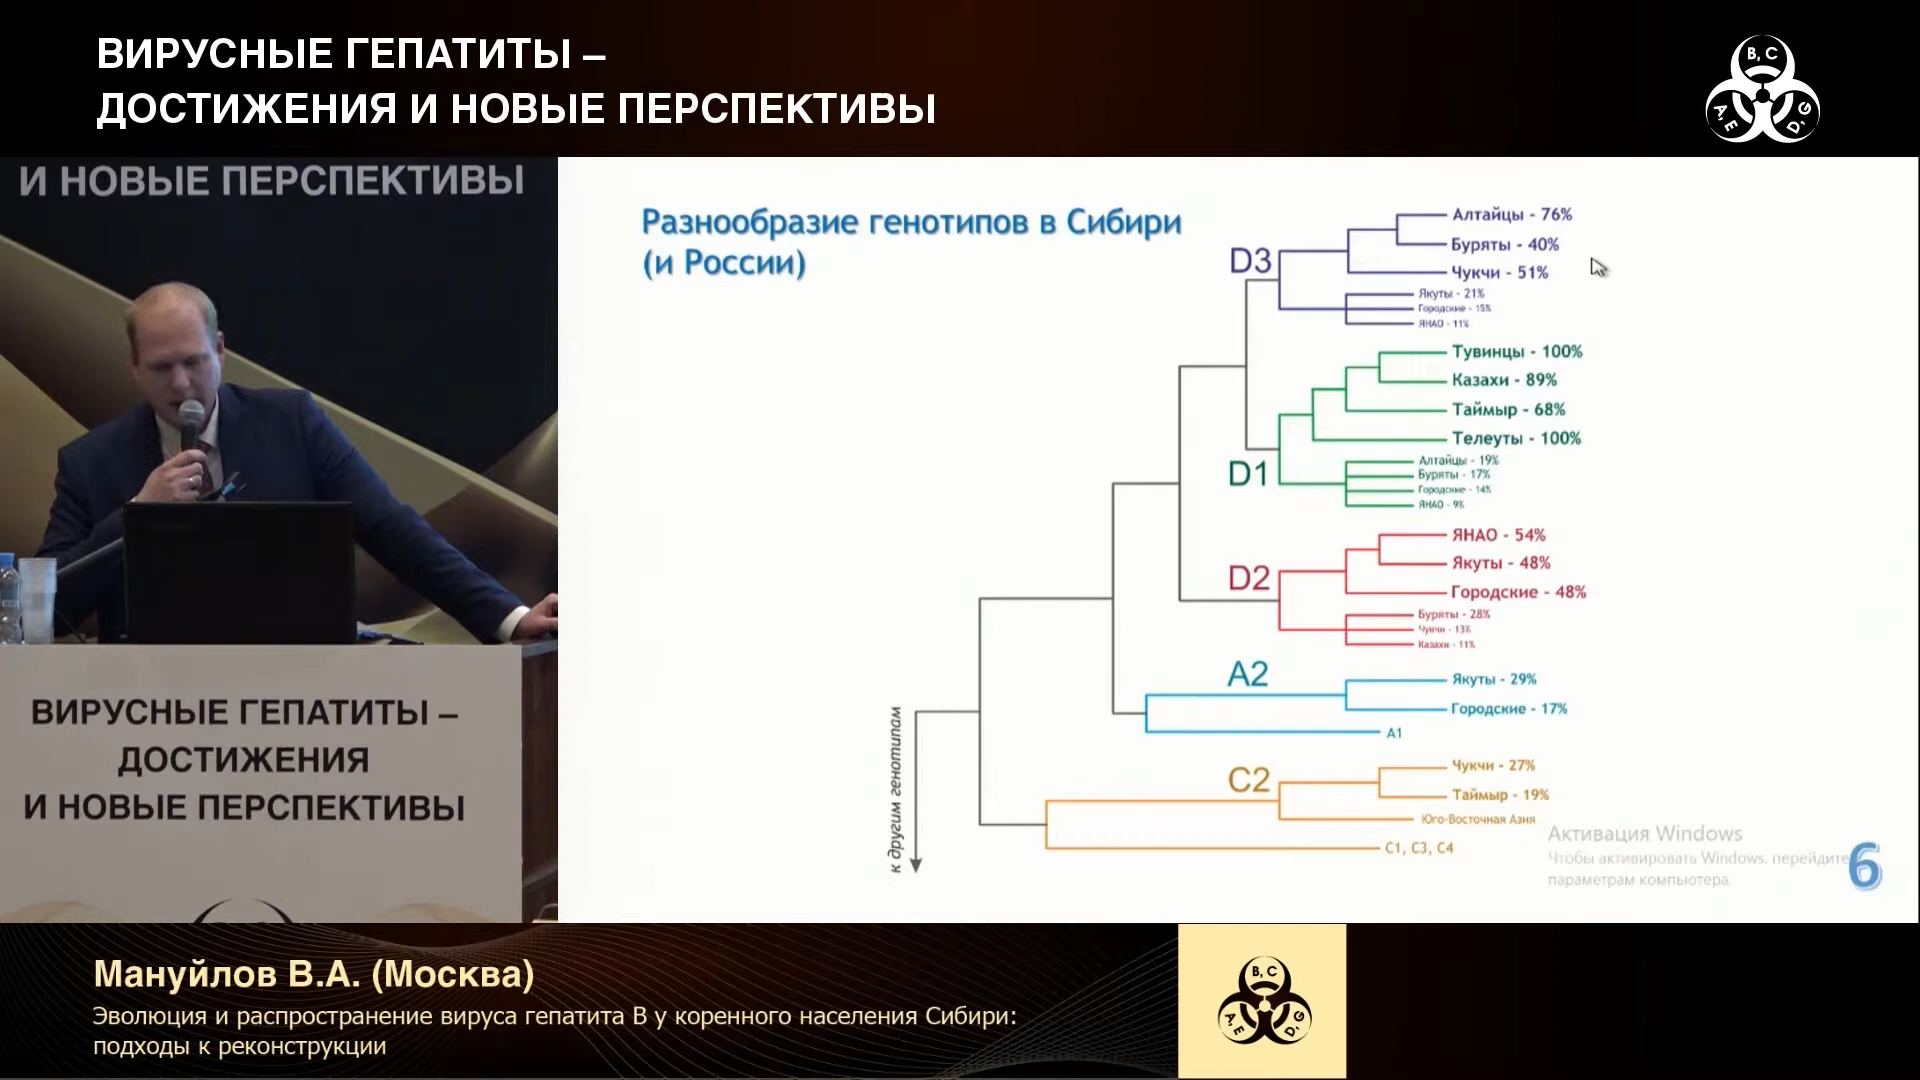 ВИРУСНЫЕ ГЕПАТИТЫ –
ДОСТИЖЕНИЯ И НОВЫЕ ПЕРСПЕКТИВЫ
B, C
A, E
D, G
И НОВЫЕ ПЕРСПЕКТИВЫ
ВИРУСНЫЕ ГЕПАТИТЫ –
ДОСТИЖЕНИЯ
И НОВЫЕ ПЕРСПЕКТИВЫ
Разнообразие генотипов в Сибири
(и России)
D3
Алтайцы - 76%
Буряты - 40%
Чукчи - 51%
Якуты - 21%
Городские - 15%
ЯНАО - 11%
D1
Тувинцы - 100%
Казахи - 89%
Таймыр - 68%
Телеуты - 100%
Алтайцы - 19%
Буряты - 17%
Городские - 14%
ЯНАО - 9%
D2
ЯНАО - 54%
Якуты - 48%
Городские - 48%
Буряты - 28%
Чукчи - 13%
Казахи - 11%
A2
Якуты - 29%
Городские - 17%
A1
C2
Чукчи - 27%
Таймыр - 19%
Юго-Восточная Азия
C1, C3, C4
к другим генотипам
Активация Windows
Чтобы активировать Windows, перейдите
параметрам компьютера.
6
Мануйлов В.А. (Москва)
Эволюция и распространение вируса гепатита В у коренного населения Сибири:
подходы к реконструкции
B, C
A, E
D, G